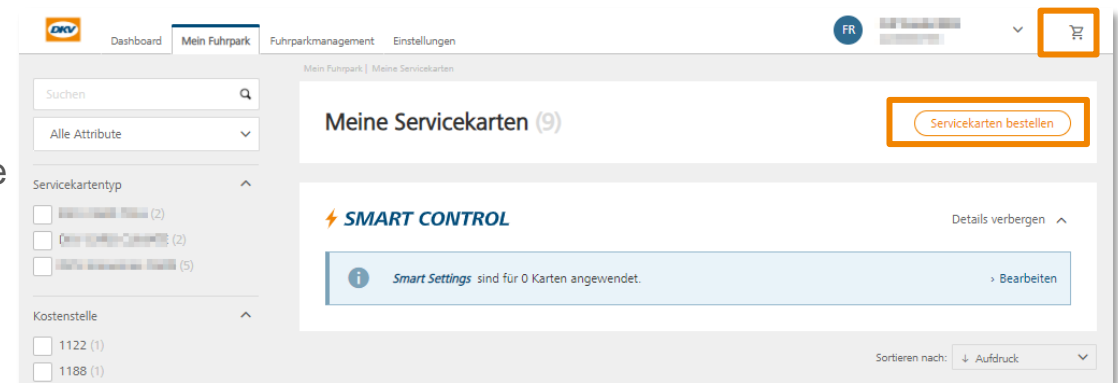 DKV
Dashboard Mein Fuhrpark Fuhrparkmanagement Einstellungen FR
Mein Fuhrpark | Meine Servicekarten
Suchen
Alle Attribute
Meine Servicekarten (9)
Servicekarten bestellen
e
Servicekartentyp
(2)
(2)
(5)
SMART CONTROL
Details verbergen
Smart Settings sind für 0 Karten angewendet.
› Bearbeiten
Kostenstelle
1122 (1)
1188 (1)
Sortieren nach: ↓ Aufdruck